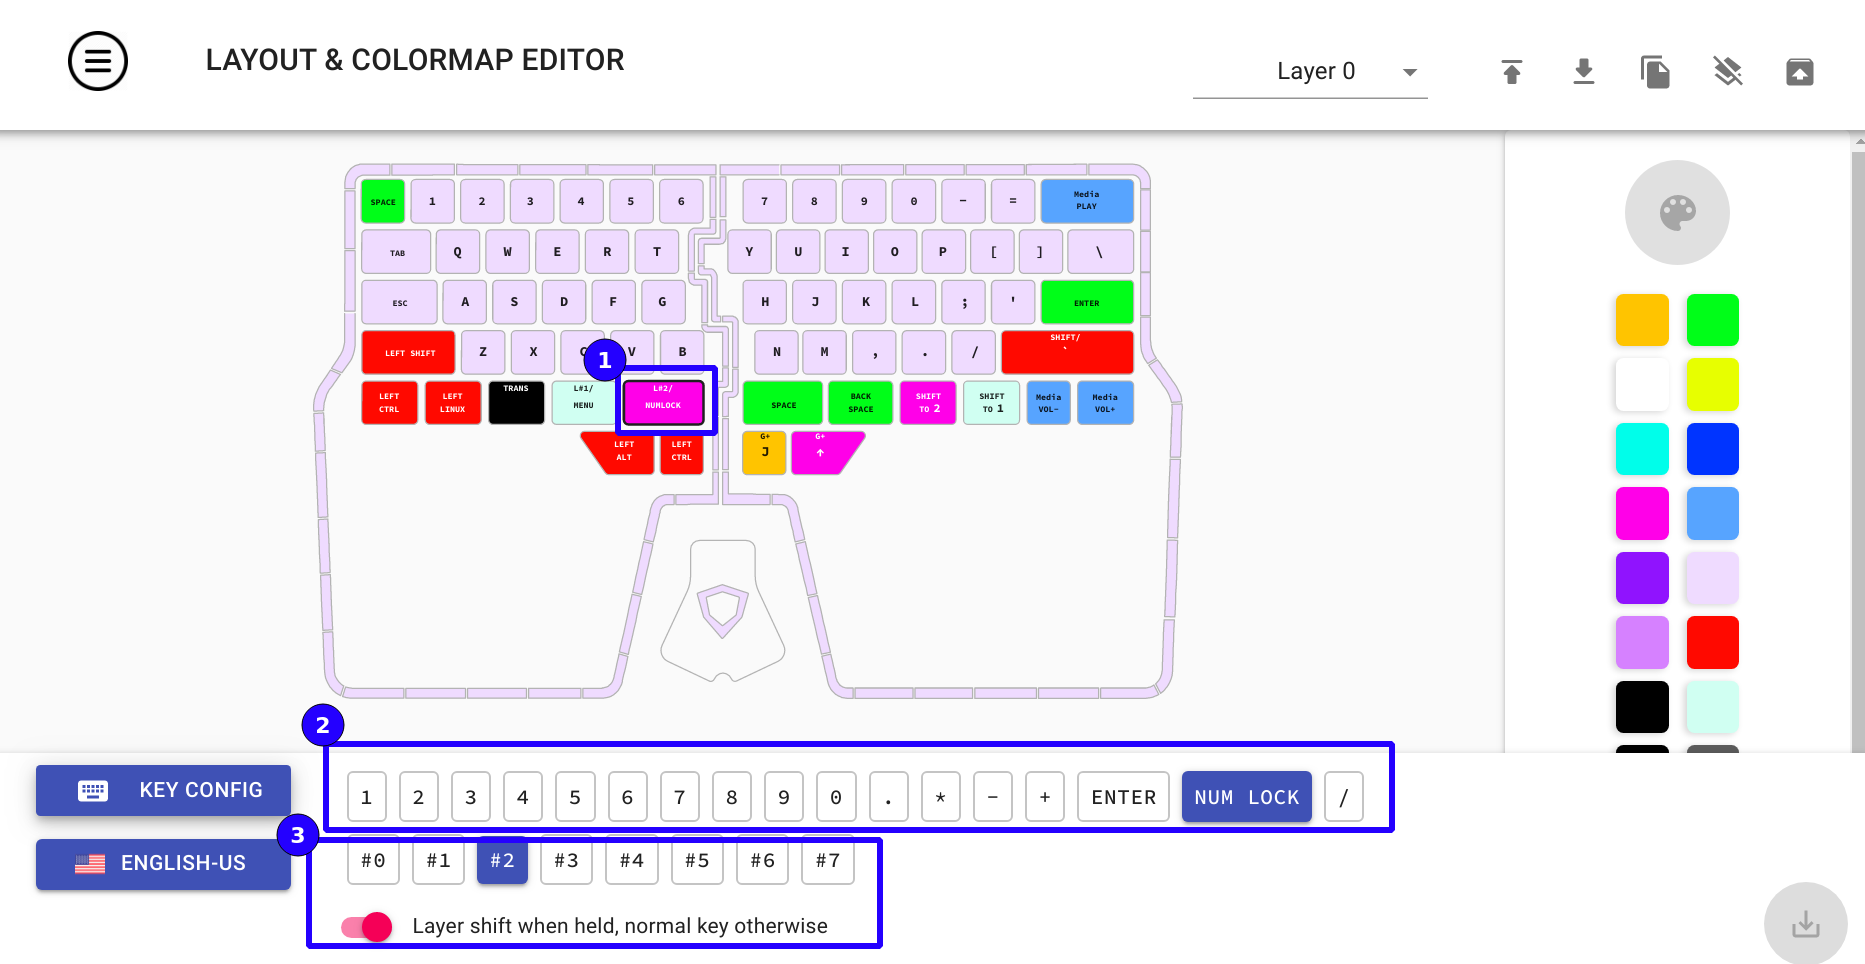 LAYOUT & COLORMAP EDITOR
Layer 0
SPACE 1 2 3 4 5 6 7 8 9 0 - = Media PLAY
TAB Q W E R T Y U I O P [ ] \
ESC A S D F G H J K L ; ' ENTER
LEFT SHIFT Z X C V B N M , . / SHIFT/ `
1
LEFT CTRL LEFT LINUX TRANS L#1/ MENU L#2/ NUMLOCK SPACE BACK SPACE SHIFT TO 2 SHIFT TO 1 Media VOL- Media VOL+
LEFT ALT LEFT CTRL G+ J G+ ↑
2
KEY CONFIG
1 2 3 4 5 6 7 8 9 0 . * - + ENTER NUM LOCK /
3
ENGLISH-US
#0 #1 #2 #3 #4 #5 #6 #7
Layer shift when held, normal key otherwise